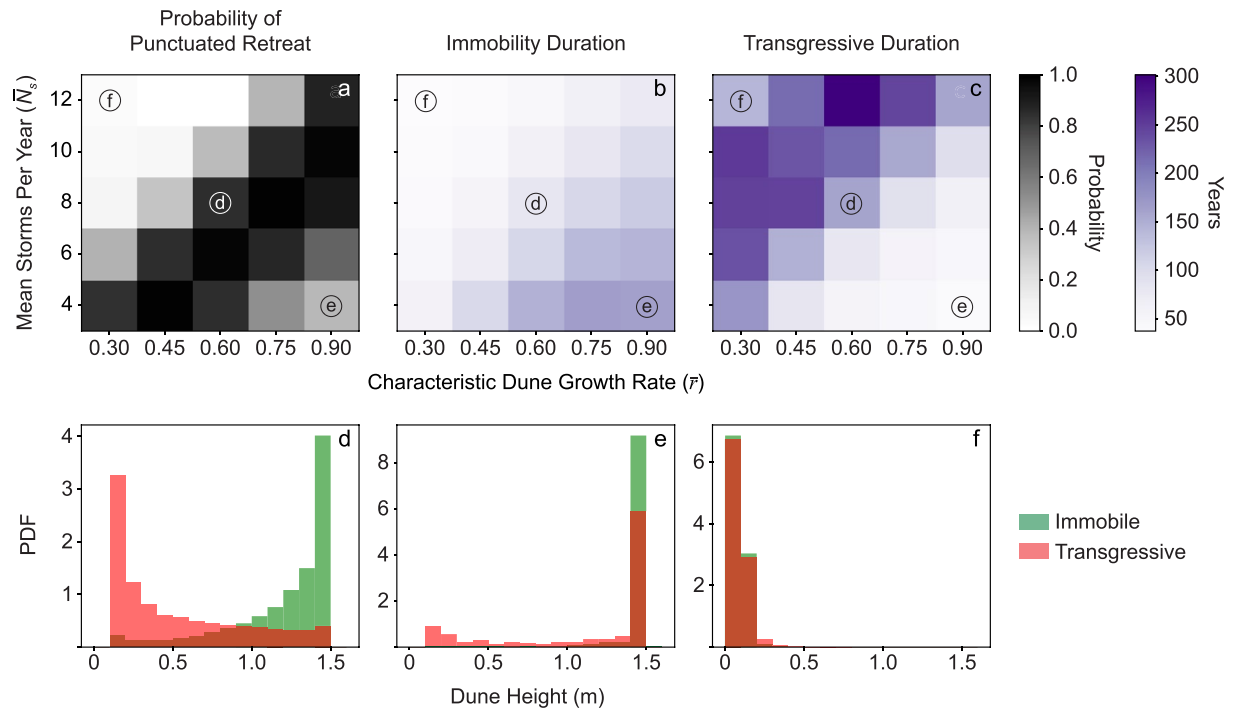 Probability of
Punctuated Retreat
Immobility Duration
Transgressive Duration
Mean Storms Per Year (N̄s)
12
10
8
6
4
0.30 0.45 0.60 0.75 0.90
a
f
d
e
0.30 0.45 0.60 0.75 0.90
b
f
d
e
0.30 0.45 0.60 0.75 0.90
c
f
d
e
1.0
0.8
0.6
0.4
0.2
0.0
Probability
300
250
200
150
100
50
Years
Characteristic Dune Growth Rate (r̄)
PDF
4
3
2
1
0 0.5 1.0 1.5
d
8
6
4
2
0 0.5 1.0 1.5
e
6
4
2
0 0.5 1.0 1.5
f
Immobile
Transgressive
Dune Height (m)